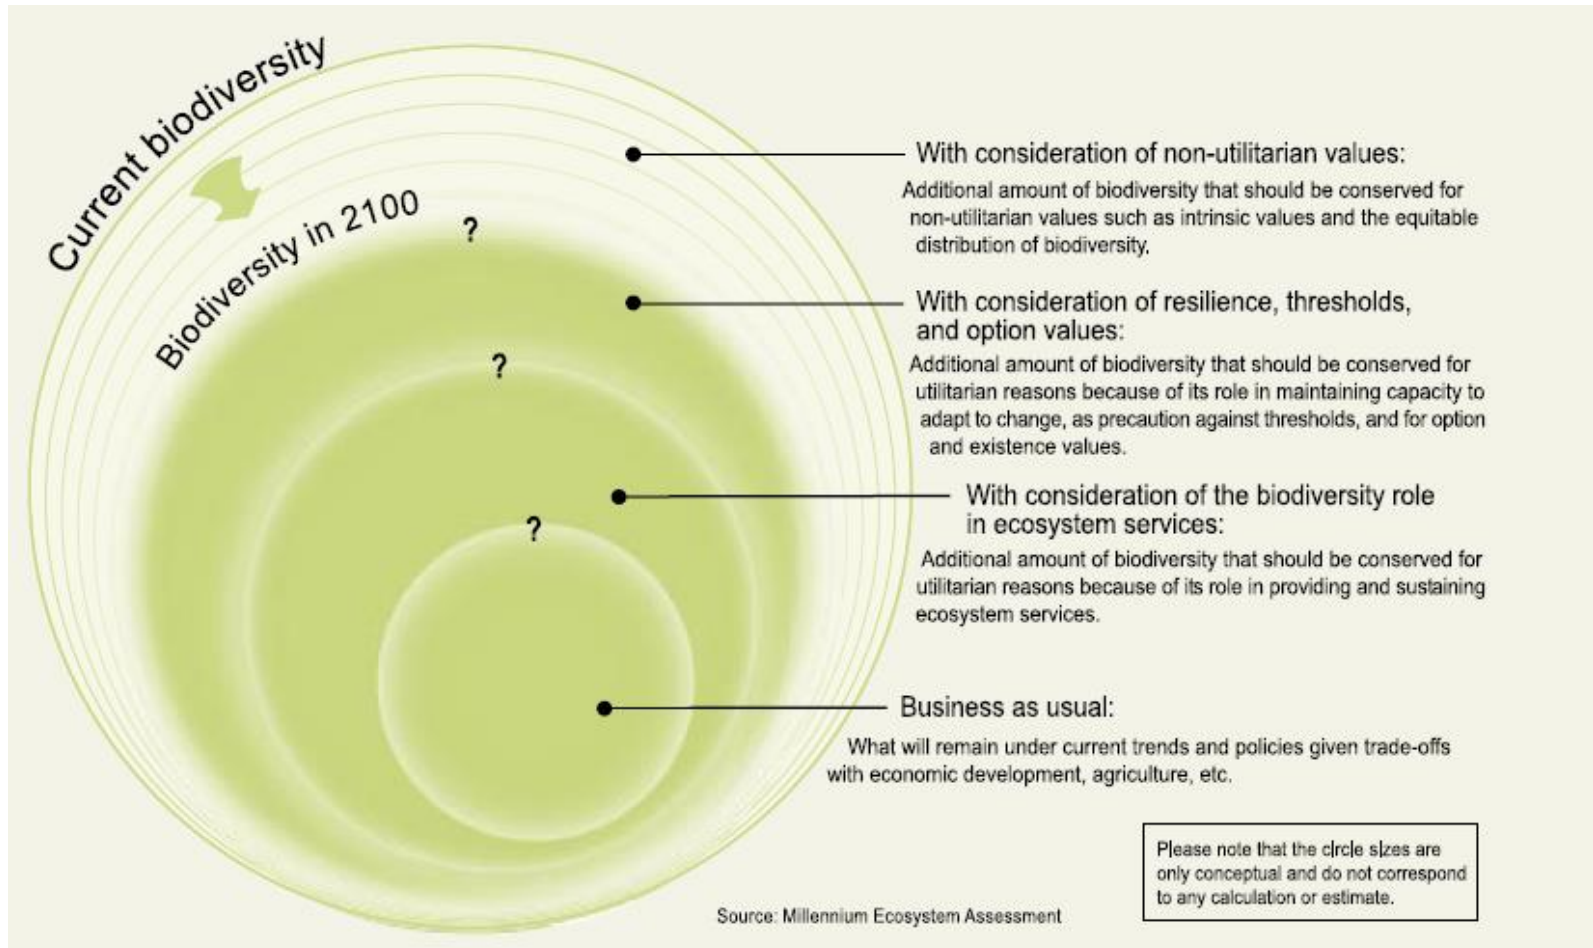 Current biodiversity
Biodiversity in 2100
?
?
?
With consideration of non-utilitarian values:
Additional amount of biodiversity that should be conserved for
non-utilitarian values such as intrinsic values and the equitable
distribution of biodiversity.
With consideration of resilience, thresholds,
and option values:
Additional amount of biodiversity that should be conserved for
utilitarian reasons because of its role in maintaining capacity to
adapt to change, as precaution against thresholds, and for option
and existence values.
With consideration of the biodiversity role
in ecosystem services:
Additional amount of biodiversity that should be conserved for
utilitarian reasons because of its role in providing and sustaining
ecosystem services.
Business as usual:
What will remain under current trends and policies given trade-offs
with economic development, agriculture, etc.
Please note that the circle sizes are
only conceptual and do not correspond
to any calculation or estimate.
Source: Millennium Ecosystem Assessment